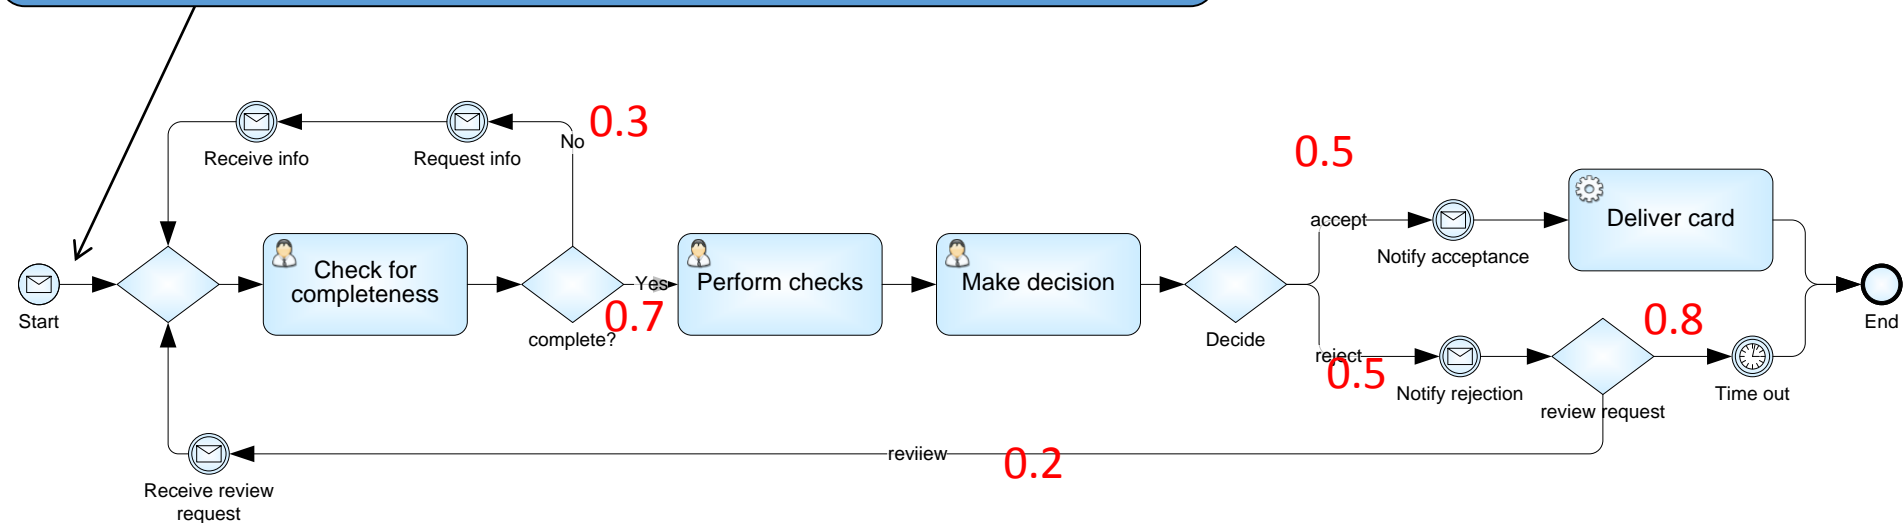 0.3
No
Receive info
Request info
0.5
accept
Deliver card
Notify acceptance
Check for
completeness
Yes
Perform checks
Make decision
Start
0.7
complete?
Decide
0.8
End
reject
0.5
Notify rejection
review request
Time out
reviiew
0.2
Receive review
request